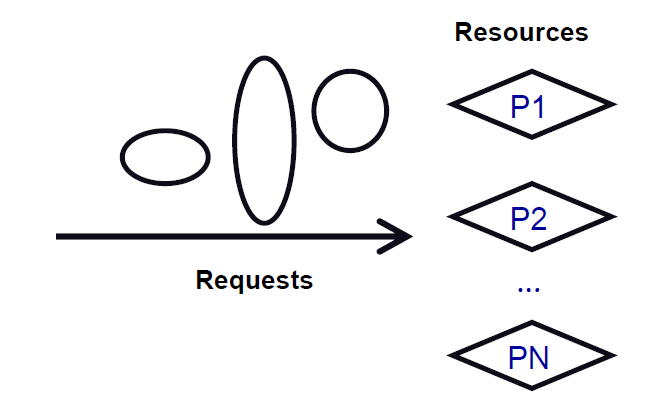 Resources
P1
P2
...
Requests
PN